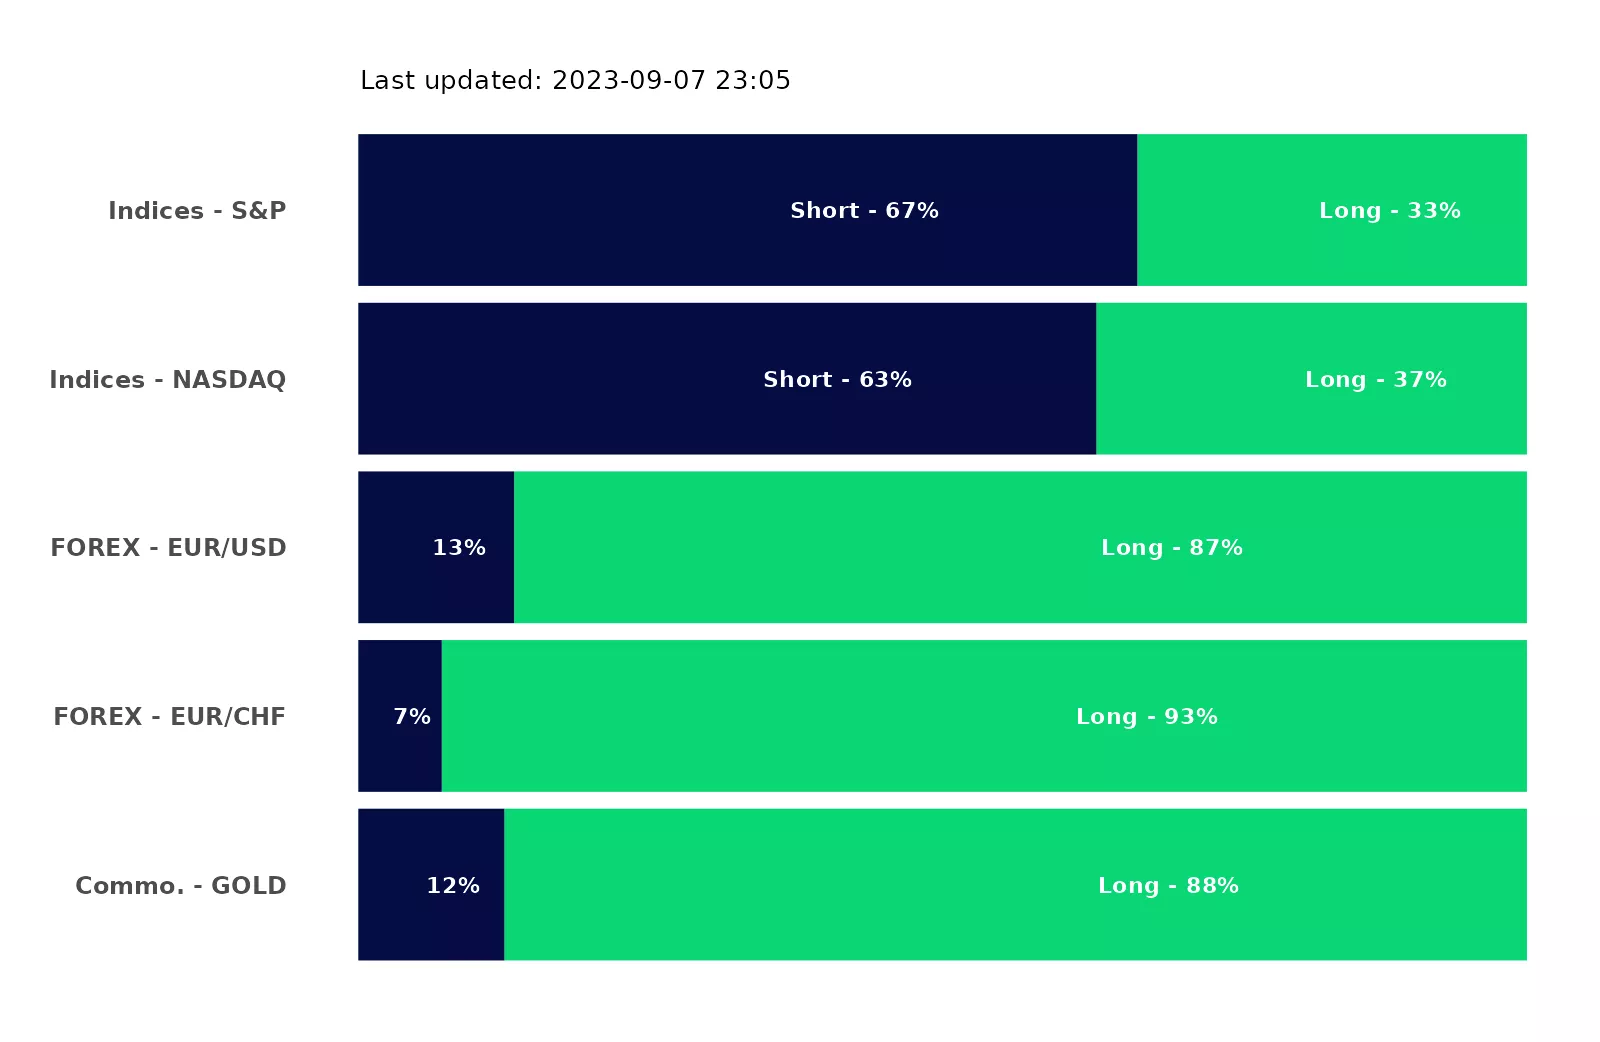 Last updated: 2023-09-07 23:05
Indices - S&P
Short - 67%
Long - 33%
Indices - NASDAQ
Short - 63%
Long - 37%
FOREX - EUR/USD
13%
Long - 87%
FOREX - EUR/CHF
7%
Long - 93%
Commo. - GOLD
12%
Long - 88%